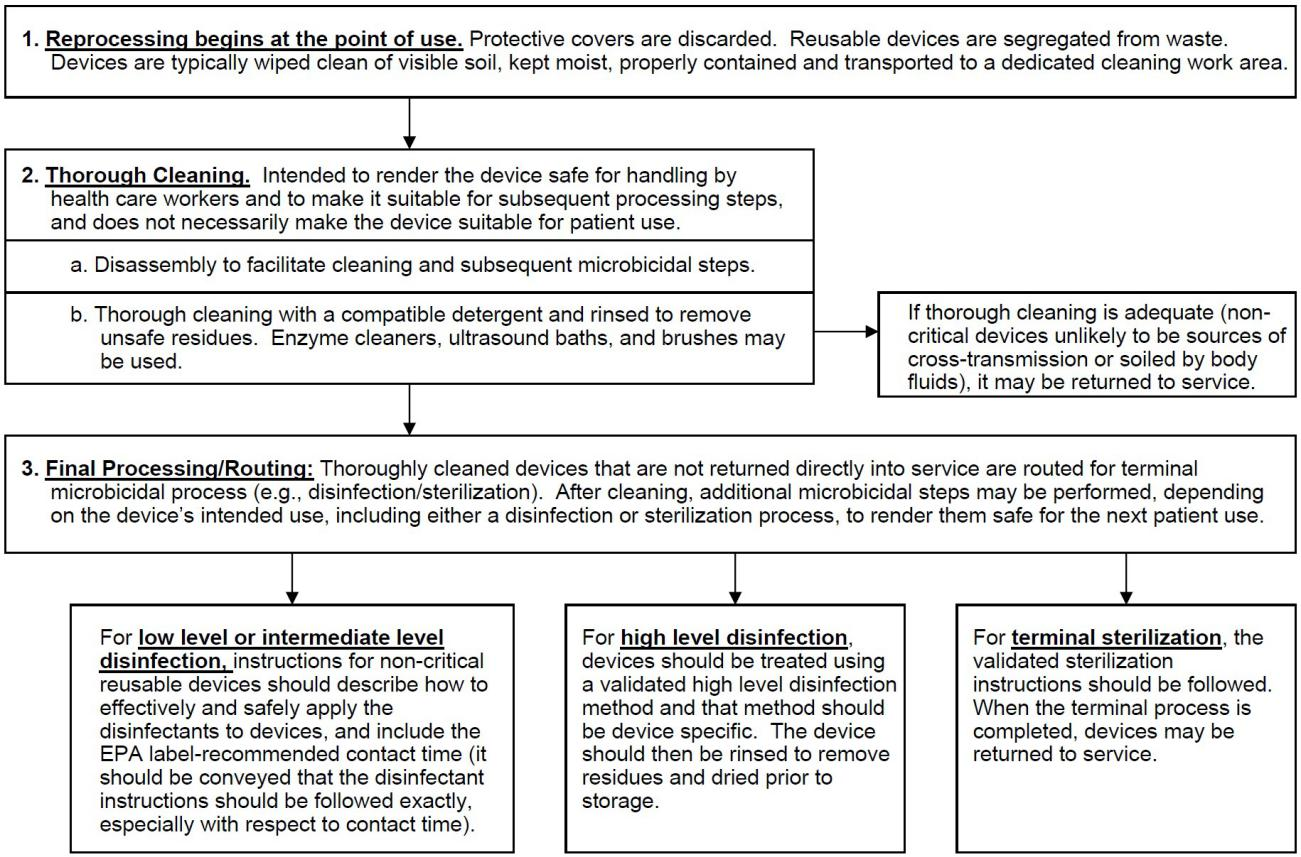 1. Reprocessing begins at the point of use. Protective covers are discarded. Reusable devices are segregated from waste.
Devices are typically wiped clean of visible soil, kept moist, properly contained and transported to a dedicated cleaning work area.
2. Thorough Cleaning. Intended to render the device safe for handling by
health care workers and to make it suitable for subsequent processing steps,
and does not necessarily make the device suitable for patient use.
a. Disassembly to facilitate cleaning and subsequent microbicidal steps.
b. Thorough cleaning with a compatible detergent and rinsed to remove
unsafe residues. Enzyme cleaners, ultrasound baths, and brushes may
be used.
If thorough cleaning is adequate (non-
critical devices unlikely to be sources of
cross-transmission or soiled by body
fluids), it may be returned to service.
3. Final Processing/Routing: Thoroughly cleaned devices that are not returned directly into service are routed for terminal
microbicidal process (e.g., disinfection/sterilization). After cleaning, additional microbicidal steps may be performed, depending
on the device's intended use, including either a disinfection or sterilization process, to render them safe for the next patient use.
For low level or intermediate level
disinfection, instructions for non-critical
reusable devices should describe how to
effectively and safely apply the
disinfectants to devices, and include the
EPA label-recommended contact time (it
should be conveyed that the disinfectant
instructions should be followed exactly,
especially with respect to contact time).
For high level disinfection,
devices should be treated using
a validated high level disinfection
method and that method should
be device specific. The device
should then be rinsed to remove
residues and dried prior to
storage.
For terminal sterilization, the
validated sterilization
instructions should be followed.
When the terminal process is
completed, devices may be
returned to service.